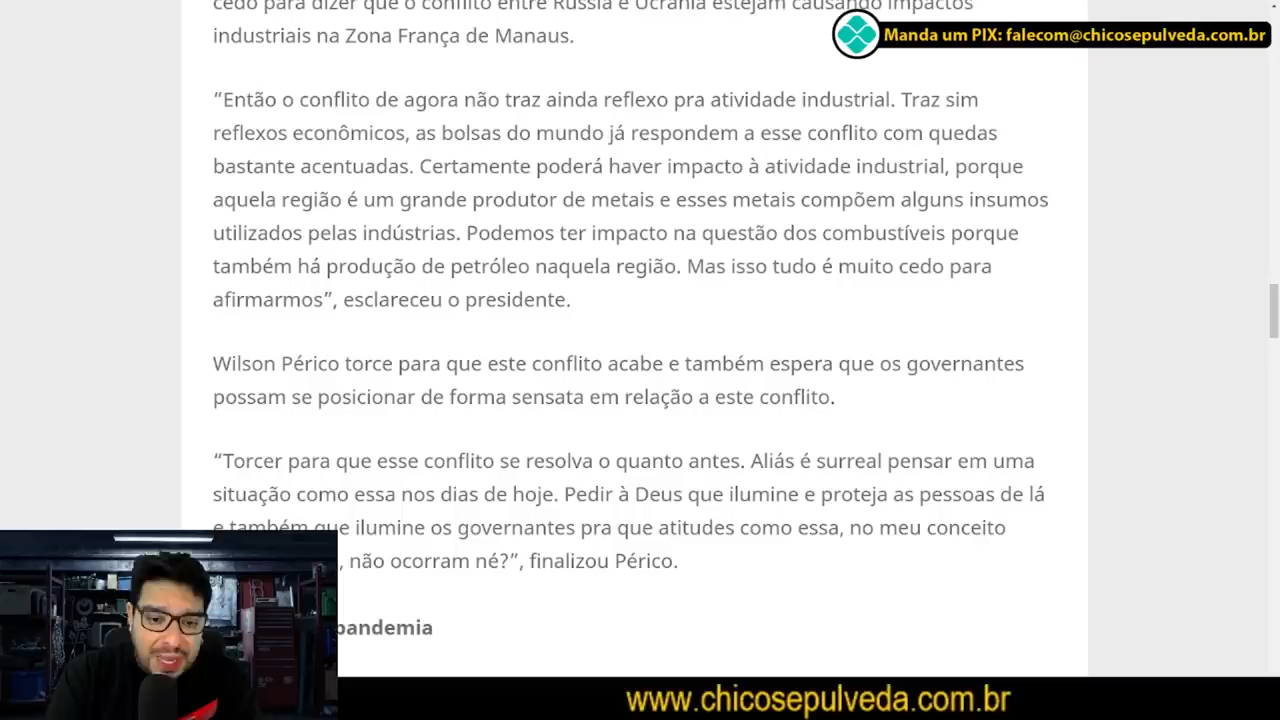 cedo para dizer que o conflito entre Rússia e Ucrânia estejam causando impactos
industriais na Zona França de Manaus.
Manda um PIX: falecom@chicosepulveda.com.br
“Então o conflito de agora não traz ainda reflexo pra atividade industrial. Traz sim
reflexos econômicos, as bolsas do mundo já respondem a esse conflito com quedas
bastante acentuadas. Certamente poderá haver impacto à atividade industrial, porque
aquela região é um grande produtor de metais e esses metais compõem alguns insumos
utilizados pelas indústrias. Podemos ter impacto na questão dos combustíveis porque
também há produção de petróleo naquela região. Mas isso tudo é muito cedo para
afirmarmos”, esclareceu o presidente.
Wilson Périco torce para que este conflito acabe e também espera que os governantes
possam se posicionar de forma sensata em relação a este conflito.
“Torcer para que esse conflito se resolva o quanto antes. Aliás é surreal pensar em uma
situação como essa nos dias de hoje. Pedir à Deus que ilumine e proteja as pessoas de lá
e também que ilumine os governantes pra que atitudes como essa, no meu conceito
, não ocorram né?”, finalizou Périco.
pandemia
www.chicosepulveda.com.br